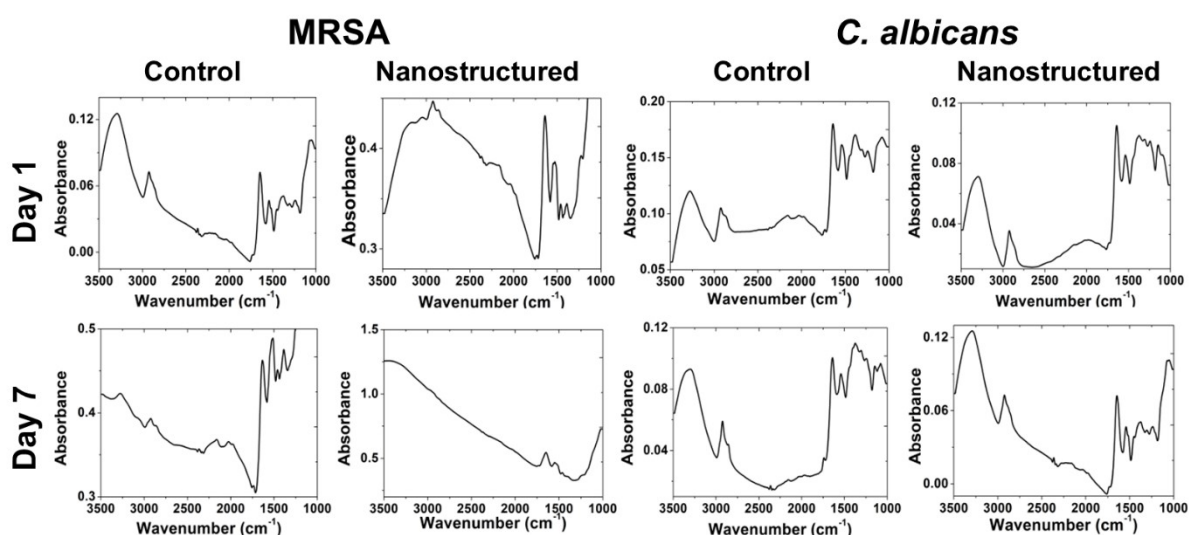 MRSA
C. albicans
Control
Nanostructured
Control
Nanostructured
Day 1
Absorbance
0.12
0.06
0.00
3500 3000 2500 2000 1500 1000
Wavenumber (cm⁻¹)
Absorbance
0.4
0.3
3500 3000 2500 2000 1500 1000
Wavenumber (cm⁻¹)
Absorbance
0.20
0.15
0.10
0.05
3500 3000 2500 2000 1500 1000
Wavenumber (cm⁻¹)
Absorbance
0.12
0.08
0.04
3500 3000 2500 2000 1500 1000
Wavenumber (cm⁻¹)
Day 7
Absorbance
0.5
0.4
0.3
3500 3000 2500 2000 1500 1000
Wavenumber (cm⁻¹)
Absorbance
1.5
1.0
0.5
3500 3000 2500 2000 1500 1000
Wavenumber (cm⁻¹)
Absorbance
0.12
0.08
0.04
3500 3000 2500 2000 1500 1000
Wavenumber (cm⁻¹)
Absorbance
0.12
0.06
0.00
3500 3000 2500 2000 1500 1000
Wavenumber (cm⁻¹)